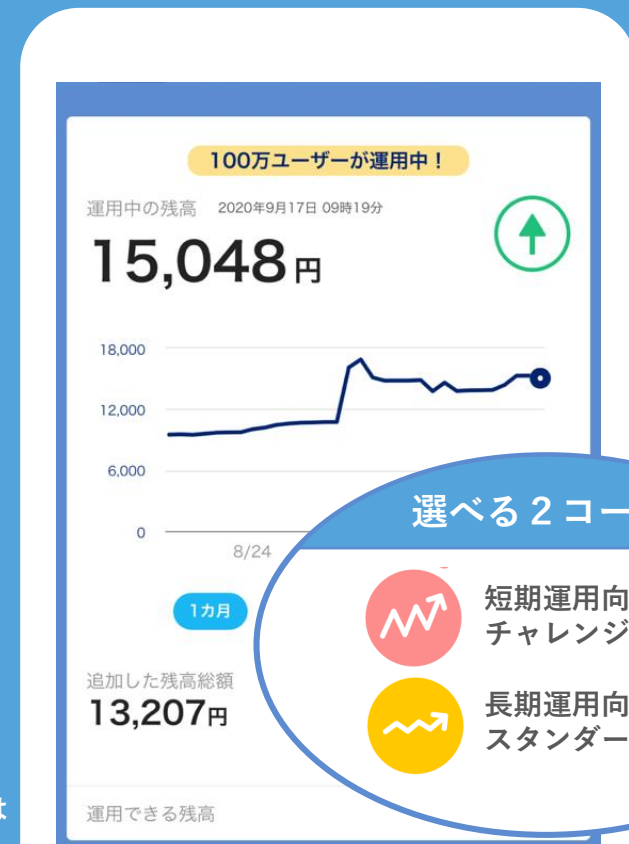 100万ユーザーが運用中！
運用中の残高 2020年9月17日 09時19分
15,048円
18,000
12,000
6,000
0
8/24
1カ月
追加した残高総額
13,207円
運用できる残高
選べる2コー
短期運用向
チャレンジ
長期運用向
スタンダー
は